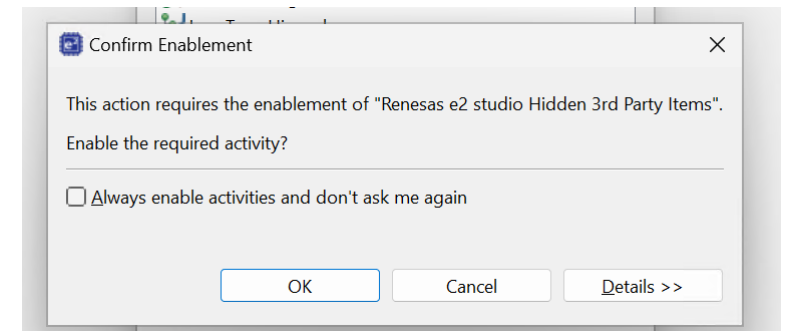 Confirm Enablement
This action requires the enablement of "Renesas e2 studio Hidden 3rd Party Items".
Enable the required activity?
Always enable activities and don't ask me again
OK
Cancel
Details >>